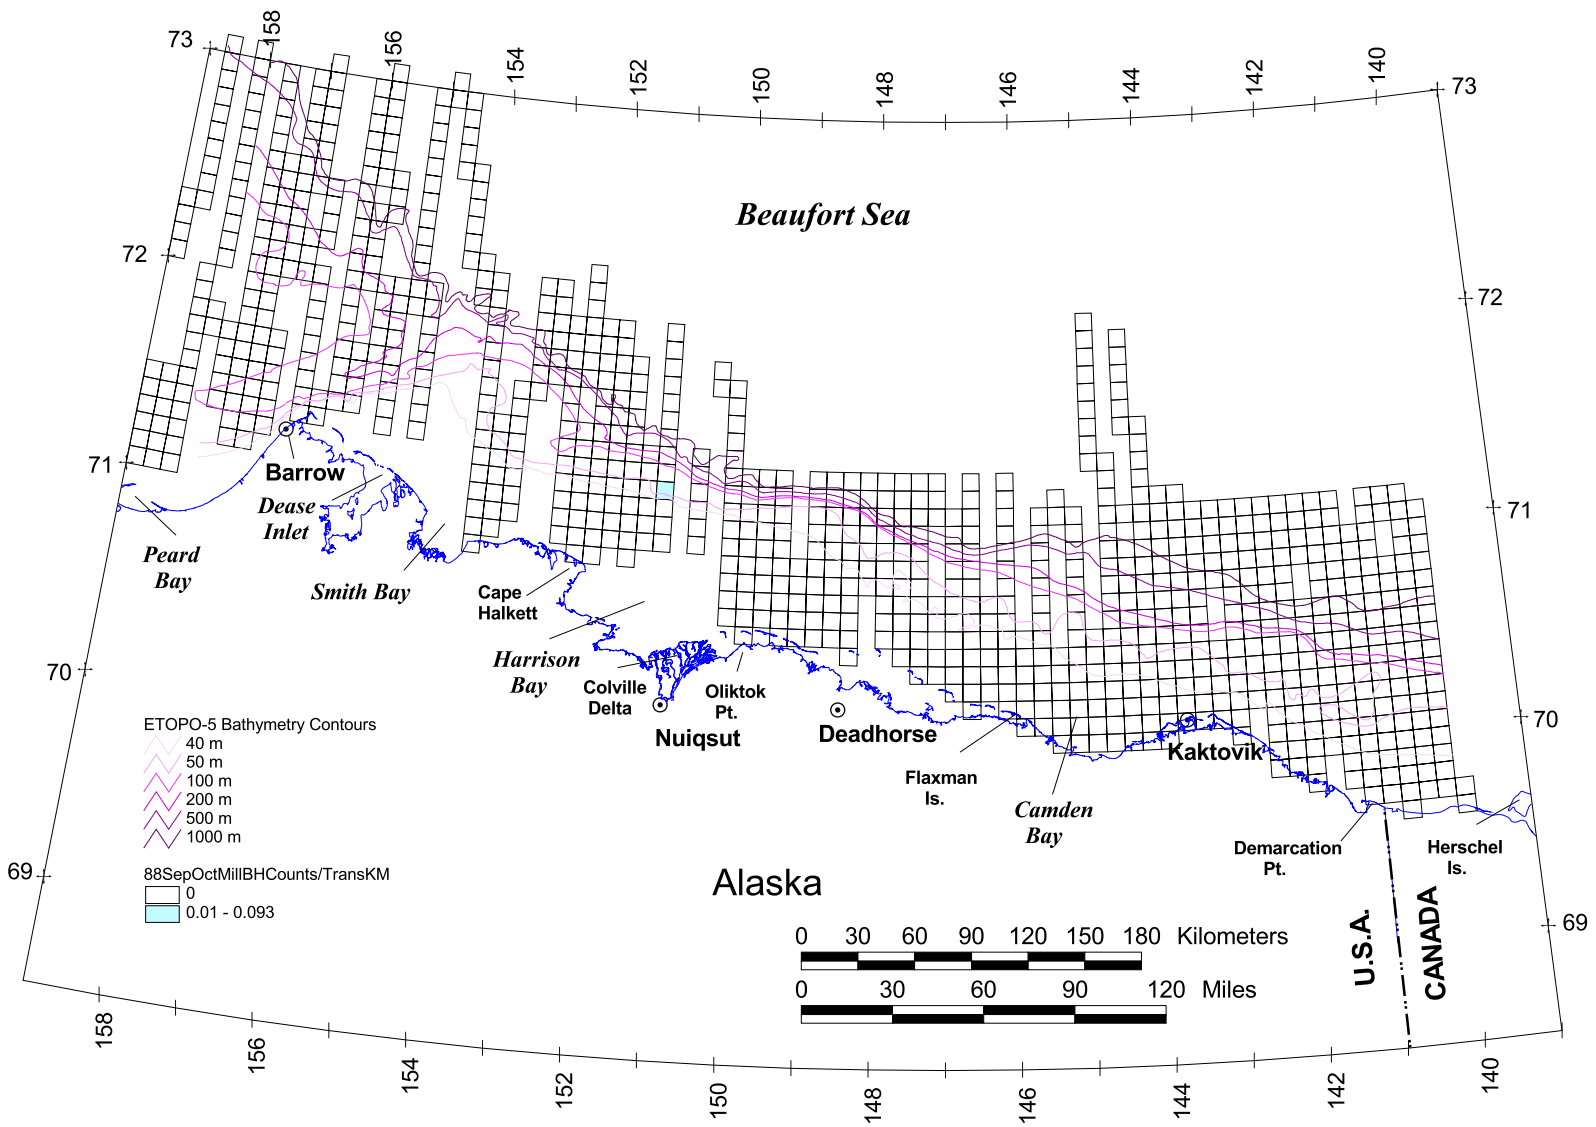 158
156
154
152
150
148
146
144
142
140
73
73
Beaufort Sea
72
72
71
71
Barrow
Dease
Inlet
Peard
Bay
Smith Bay
Cape
Halkett
Harrison
Bay
Colville
Delta
Oliktok
Pt.
Nuiqsut
Deadhorse
Kaktovik
Flaxman
Is.
Camden
Bay
Demarcation
Pt.
Herschel
Is.
70
70
ETOPO-5 Bathymetry Contours
40 m
50 m
100 m
200 m
500 m
1000 m
88SepOctMillBHCounts/TransKM
0
0.01 - 0.093
69
69
Alaska
U.S.A.
CANADA
0 30 60 90 120 150 180 Kilometers
0 30 60 90 120 Miles
158
156
154
152
150
148
146
144
142
140